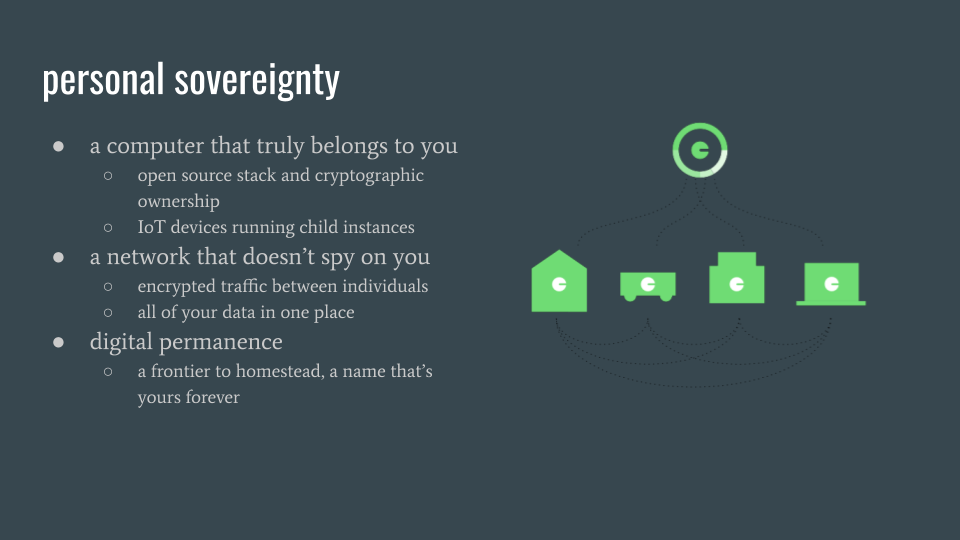 personal sovereignty
● a computer that truly belongs to you
○ open source stack and cryptographic
ownership
○ IoT devices running child instances
● a network that doesn’t spy on you
○ encrypted traffic between individuals
○ all of your data in one place
● digital permanence
○ a frontier to homestead, a name that’s
yours forever